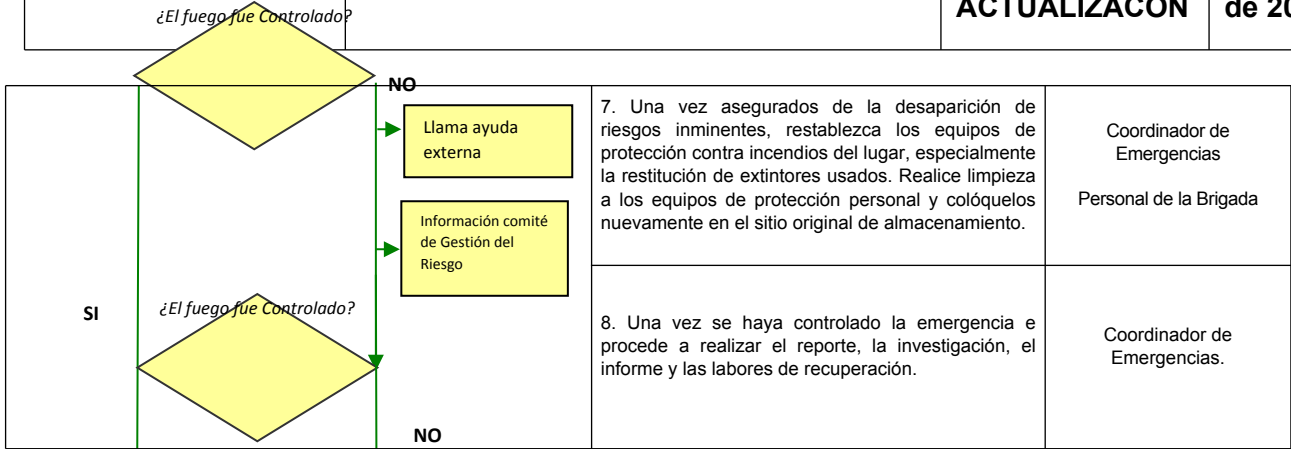 ACTUALIZACON
de 20
¿El fuego fue Controlado?
NO
Llama ayuda
externa
Información comité
de Gestión del
Riesgo
SI
¿El fuego fue Controlado?
NO
7. Una vez asegurados de la desaparición de
riesgos inminentes, restablezca los equipos de
protección contra incendios del lugar, especialmente
la restitución de extintores usados. Realice limpieza
a los equipos de protección personal y colóquelos
nuevamente en el sitio original de almacenamiento.
Coordinador de
Emergencias
Personal de la Brigada
8. Una vez se haya controlado la emergencia e
procede a realizar el reporte, la investigación, el
informe y las labores de recuperación.
Coordinador de
Emergencias.